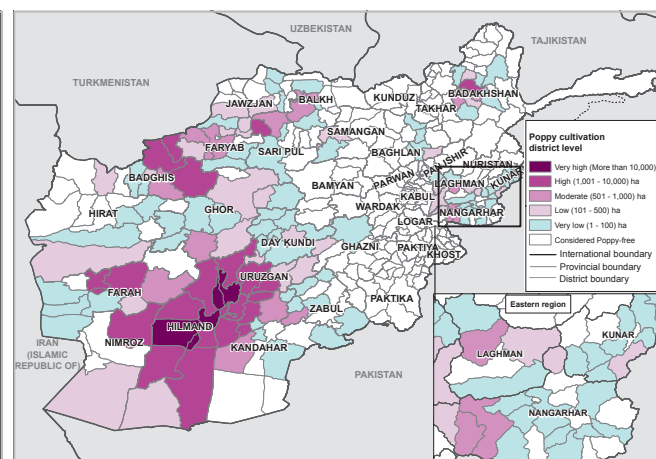 UZBEKISTAN
TAJIKISTAN
TURKMENISTAN
JAWZJAN
BALKH
KUNDUZ
TAKHAR
BADAKHSHAN
SAMANGAN
FARYAB
SARI PUL
BAGHLAN
PANJSHIR
NURISTAN
PARWAN
KUNAR
LAGHMAN
BADGHIS
BAMYAN
KABUL
WARDAK
NANGARHAR
HIRAT
GHOR
LOGAR
DAY KUNDI
GHAZNI
PAKTIYA
KHOST
URUZGAN
FARAH
ZABUL
PAKTIKA
HILMAND
NIMROZ
KANDAHAR
IRAN
(ISLAMIC
REPUBLIC OF)
PAKISTAN
Poppy cultivation
district level
Very high (More than 10,000)
High (1,001 - 10,000) ha
Moderate (501 - 1,000) ha
Low (101 - 500) ha
Very low (1 - 100) ha
Considered Poppy-free
International boundary
Provincial boundary
District boundary
Eastern region
KUNAR
LAGHMAN
NANGARHAR